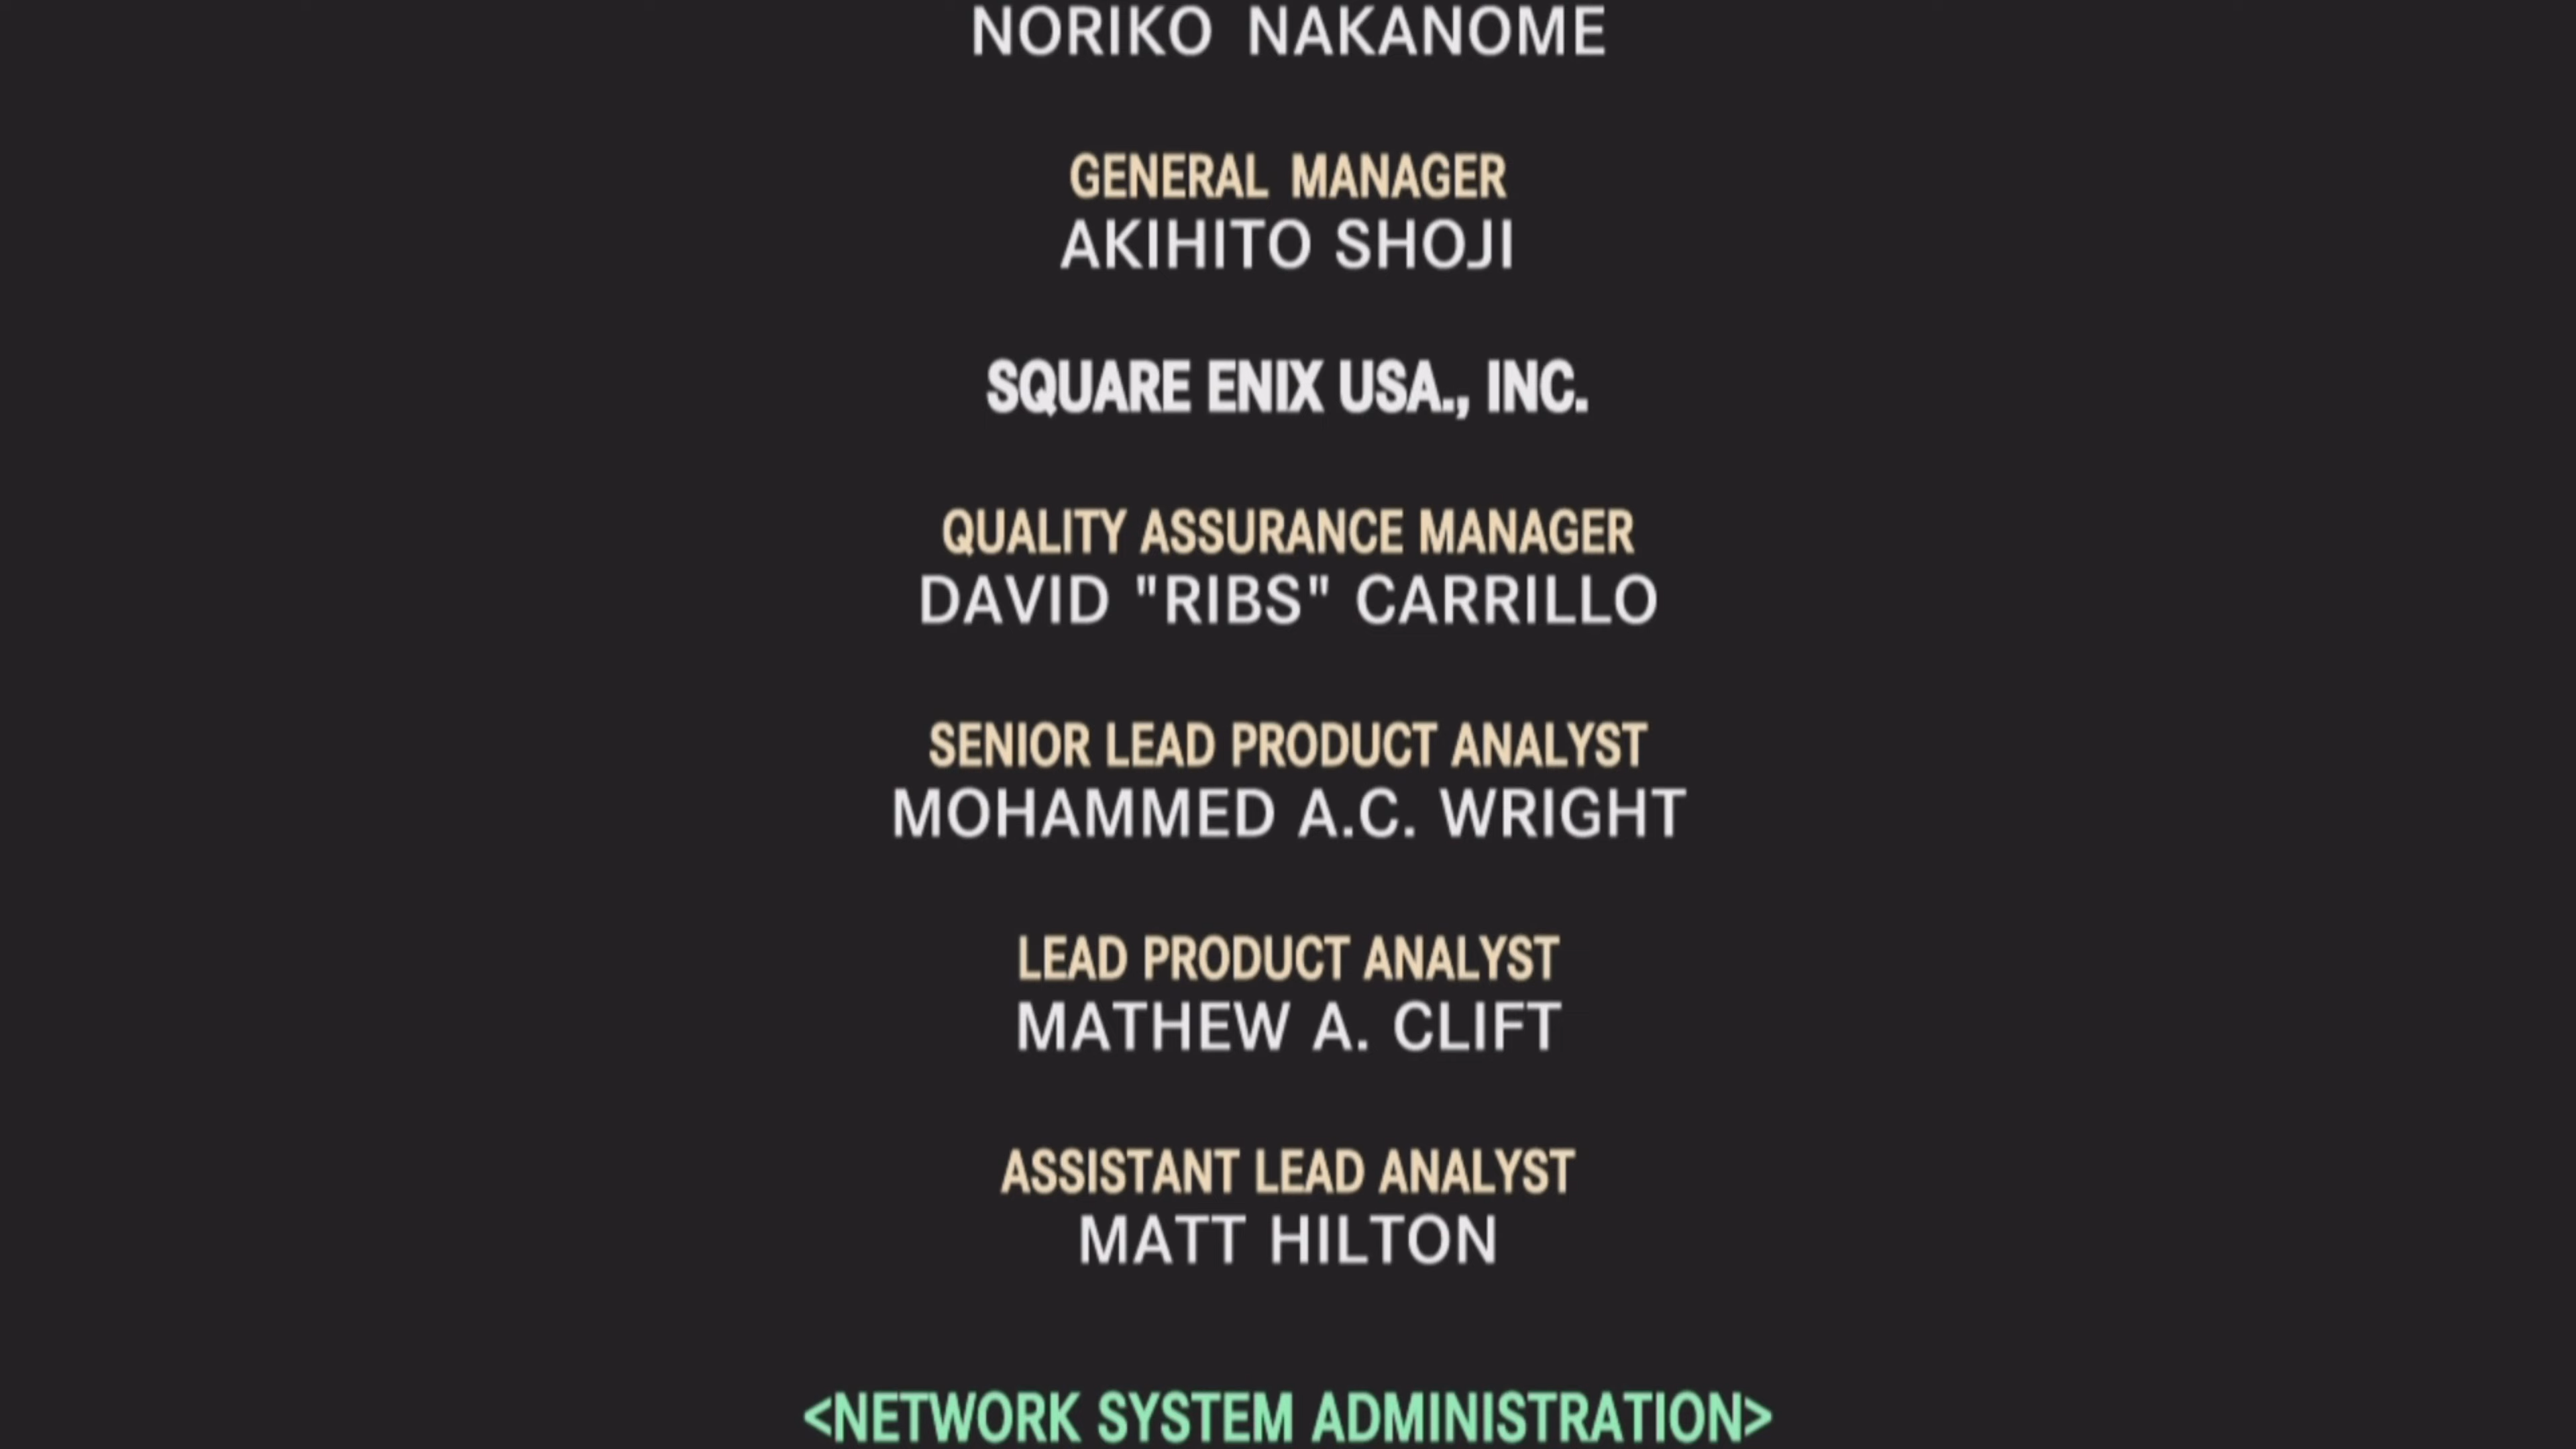 NORIKO NAKANOME
GENERAL MANAGER
AKIHITO SHOJI
SQUARE ENIX USA., INC.
QUALITY ASSURANCE MANAGER
DAVID "RIBS" CARRILLO
SENIOR LEAD PRODUCT ANALYST
MOHAMMED A.C. WRIGHT
LEAD PRODUCT ANALYST
MATHEW A. CLIFT
ASSISTANT LEAD ANALYST
MATT HILTON
<NETWORK SYSTEM ADMINISTRATION>